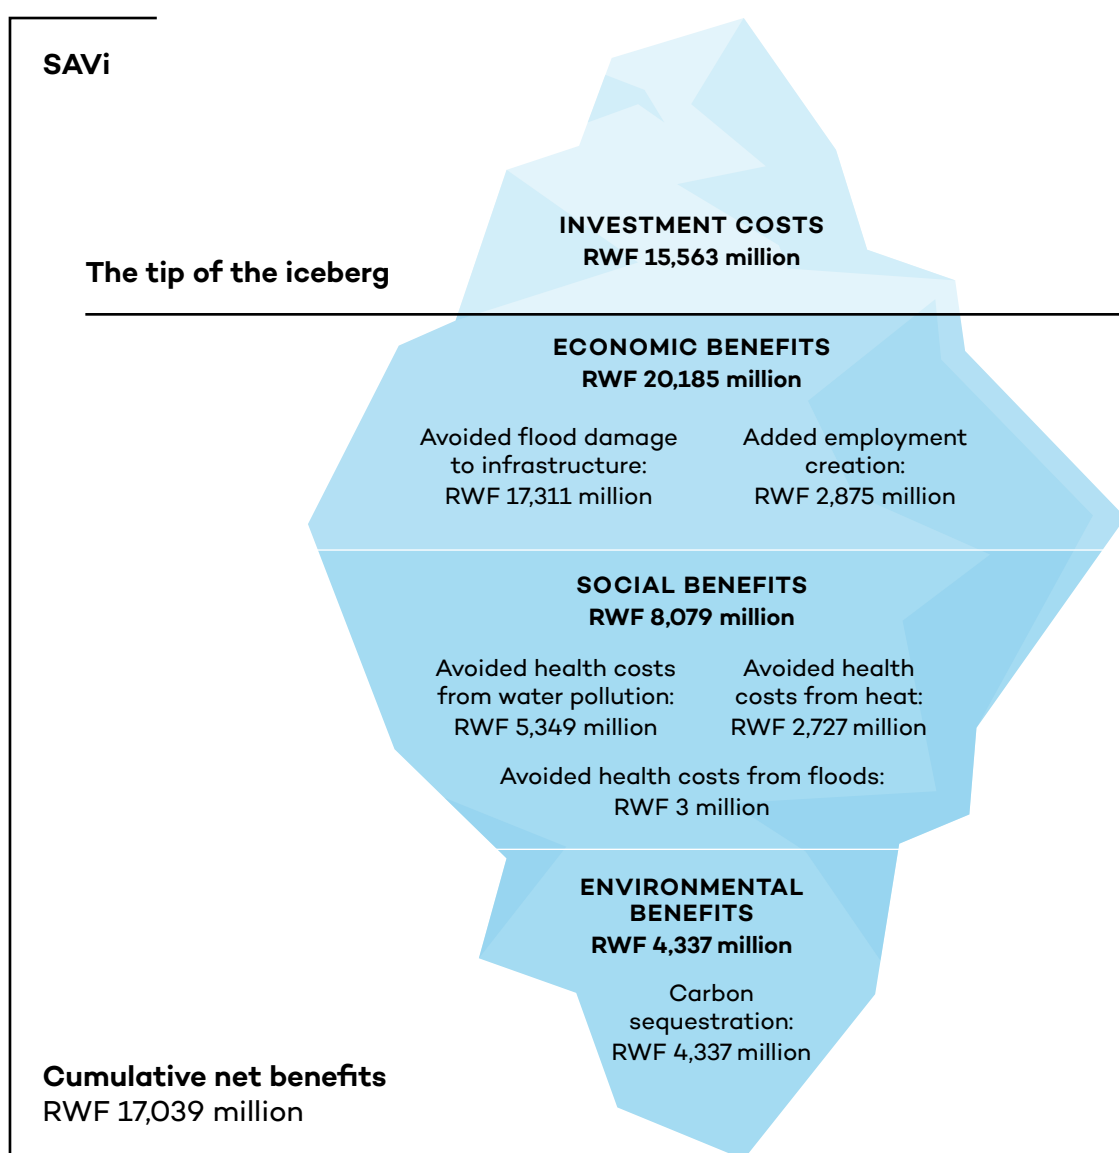 SAVi
INVESTMENT COSTS
RWF 15,563 million
The tip of the iceberg
ECONOMIC BENEFITS
RWF 20,185 million
Avoided flood damage
to infrastructure:
RWF 17,311 million
Added employment
creation:
RWF 2,875 million
SOCIAL BENEFITS
RWF 8,079 million
Avoided health costs
from water pollution:
RWF 5,349 million
Avoided health
costs from heat:
RWF 2,727 million
Avoided health costs from floods:
RWF 3 million
ENVIRONMENTAL
BENEFITS
RWF 4,337 million
Carbon
sequestration:
RWF 4,337 million
Cumulative net benefits
RWF 17,039 million